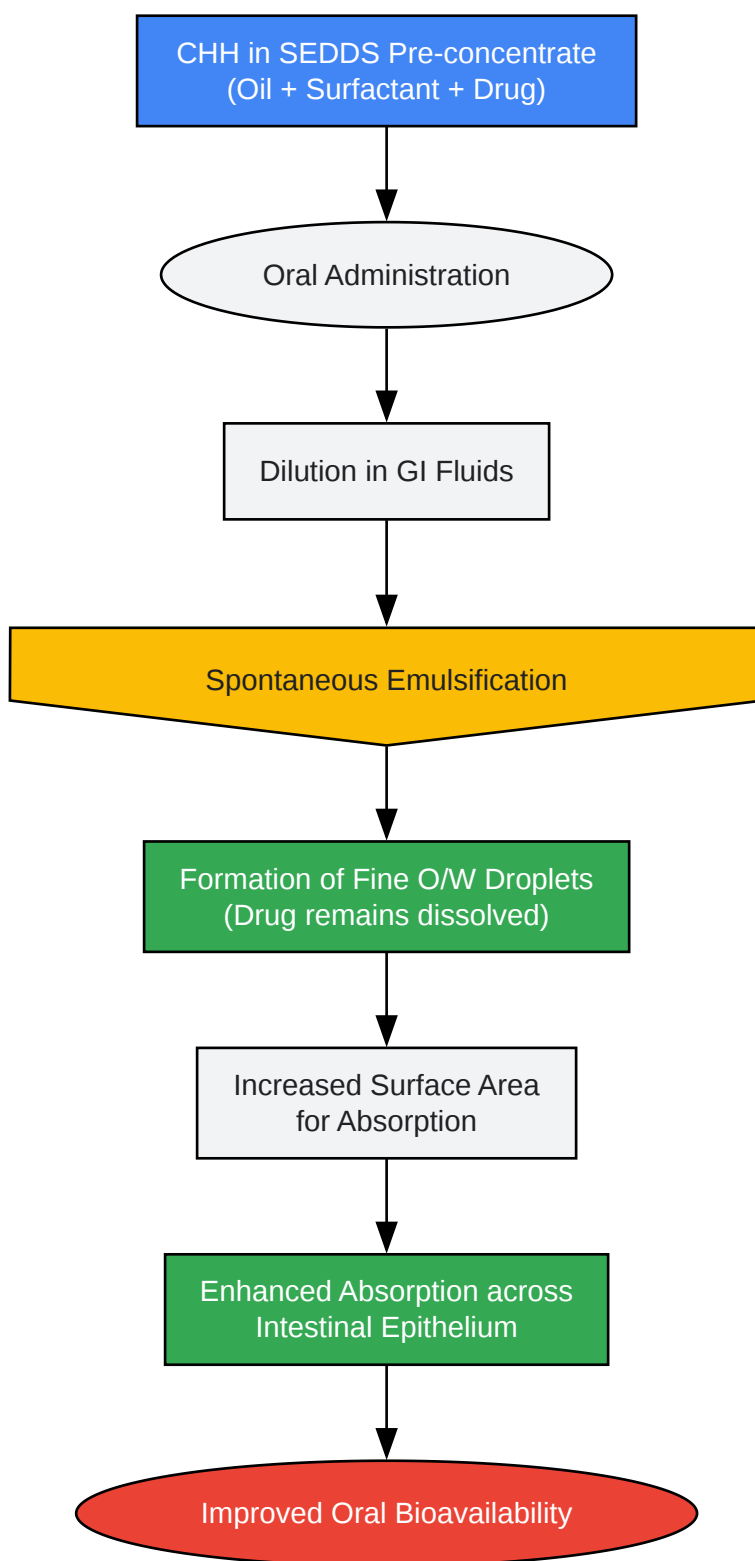 CHH in SEDDS Pre-concentrate
(Oil + Surfactant + Drug)
Oral Administration
Dilution in GI Fluids
Spontaneous Emulsification
Formation of Fine O/W Droplets
(Drug remains dissolved)
Increased Surface Area
for Absorption
Enhanced Absorption across
Intestinal Epithelium
Improved Oral Bioavailability